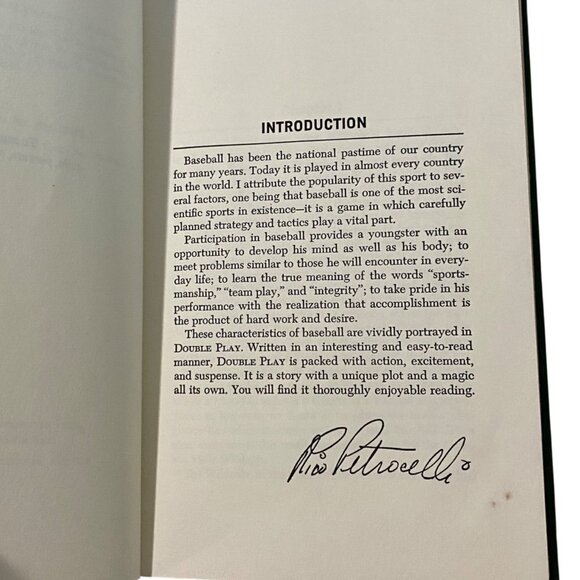 INTRODUCTION
Baseball has been the national pastime of our country
for many years. Today it is played in almost every country
in the world. I attribute the popularity of this sport to sev-
eral factors, one being that baseball is one of the most sci-
entific sports in existence—it is a game in which carefully
planned strategy and tactics play a vital part.
Participation in baseball provides a youngster with an
opportunity to develop his mind as well as his body; to
meet problems similar to those he will encounter in every-
day life; to learn the true meaning of the words “sports-
manship,” “team play,” and “integrity”; to take pride in his
performance with the realization that accomplishment is
the product of hard work and desire.
These characteristics of baseball are vividly portrayed in
DOUBLE PLAY. Written in an interesting and easy-to-read
manner, DOUBLE PLAY is packed with action, excitement,
and suspense. It is a story with a unique plot and a magic
all its own. You will find it thoroughly enjoyable reading.
Rico Petrocelli